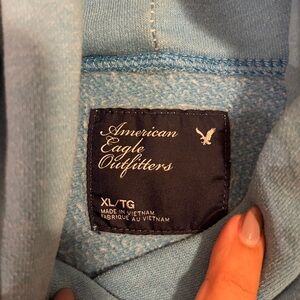 American
Eagle
Outfitters
XL/TG
MADE IN VIETNAM
FABRIQUÉ AU VIETNAM